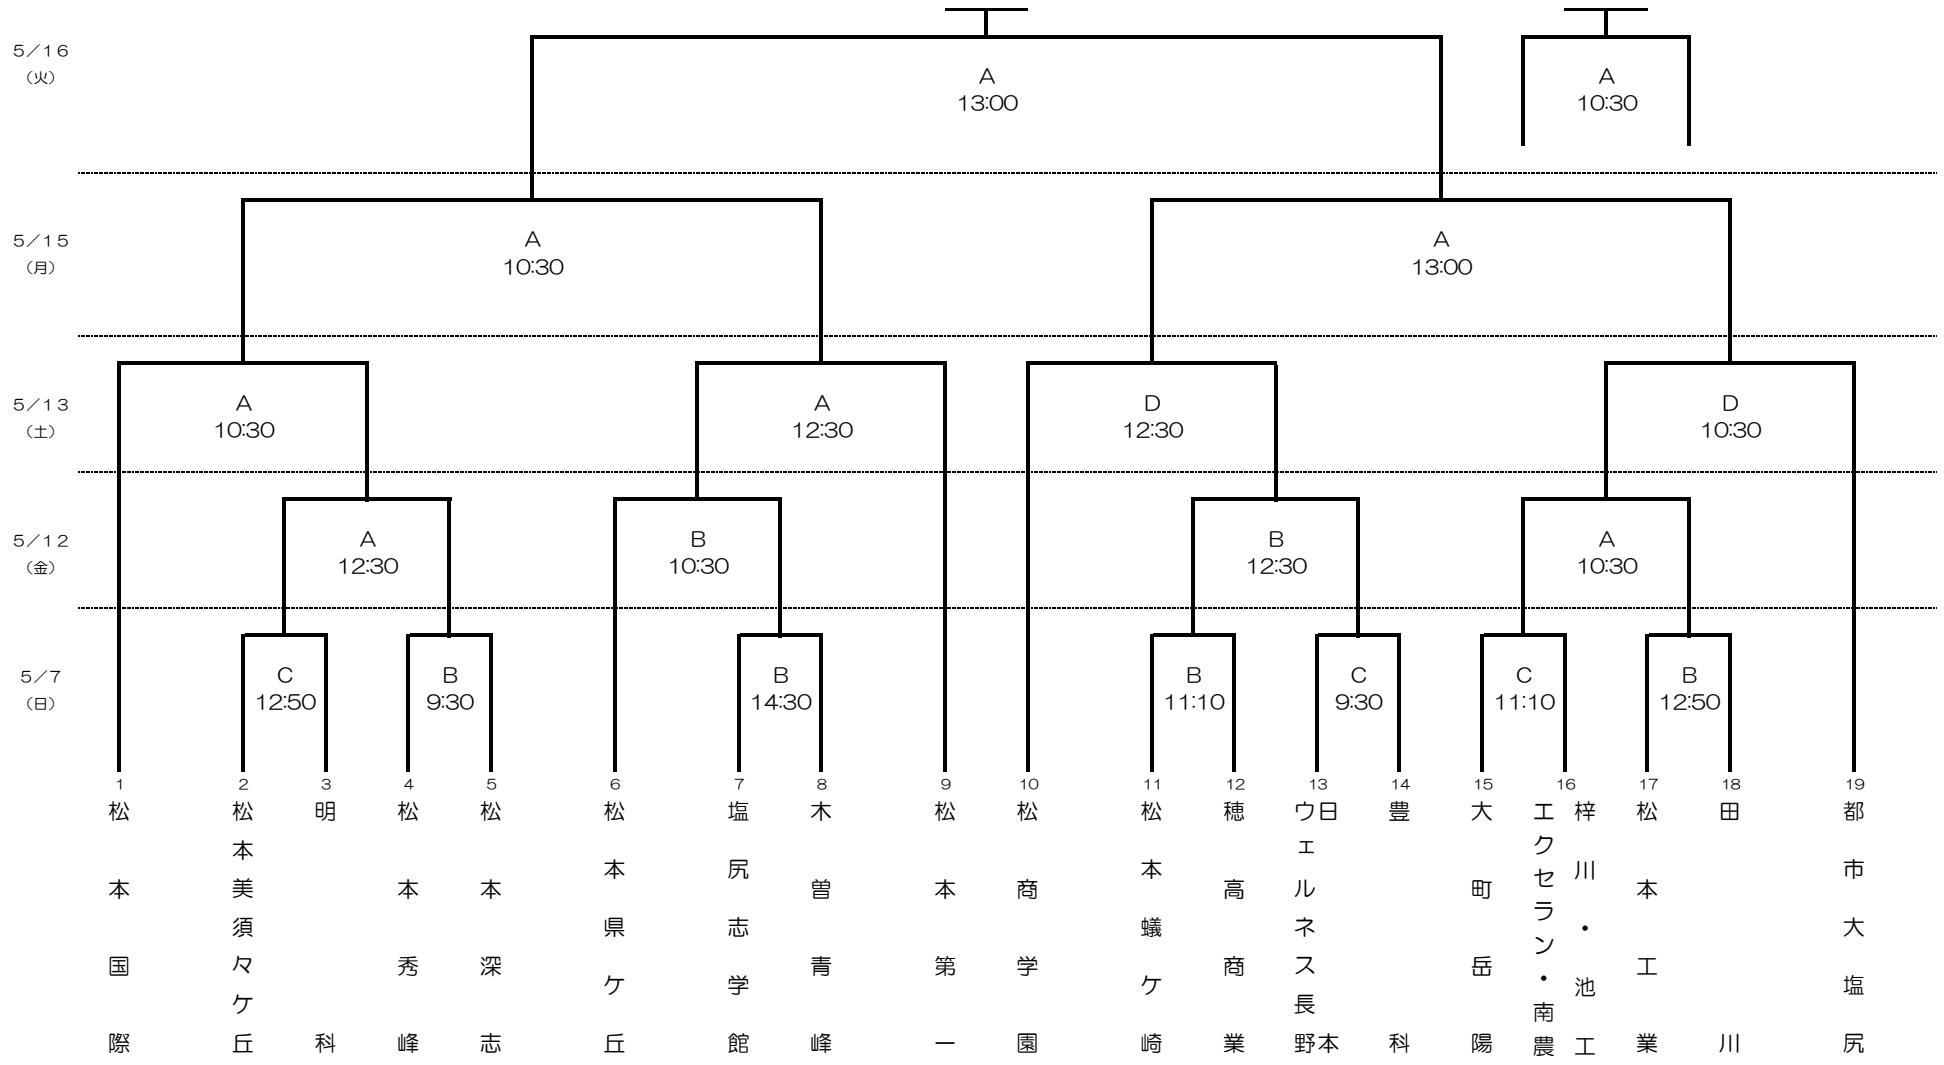 5／16
（火）
A
13:00
A
10:30
5／15
（月）
A
10:30
A
13:00
5／13
（土）
A
10:30
A
12:30
D
12:30
D
10:30
5／12
（金）
A
12:30
B
10:30
B
12:30
A
10:30
5／7
（日）
C
12:50
B
9:30
B
14:30
B
11:10
C
9:30
C
11:10
B
12:50
1
松本国際
2
松本美須々ケ丘
3
明科
4
松本秀峰
5
松本深志
6
松本県ケ丘
7
塩尻志学館
8
木曽青峰
9
松本第一
10
松商学園
11
松本蟻ケ崎
12
穂高商業
13
日本
ウェルネス長野
14
豊科
15
大町岳陽
16
梓川・池工
エクセラン・南農
17
松本工業
18
田川
19
都市大塩尻